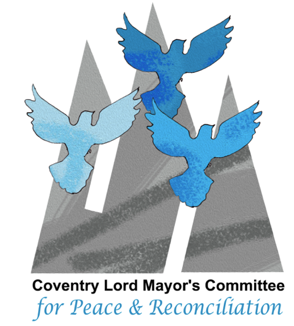 Coventry Lord Mayor's Committee
for Peace & Reconciliation